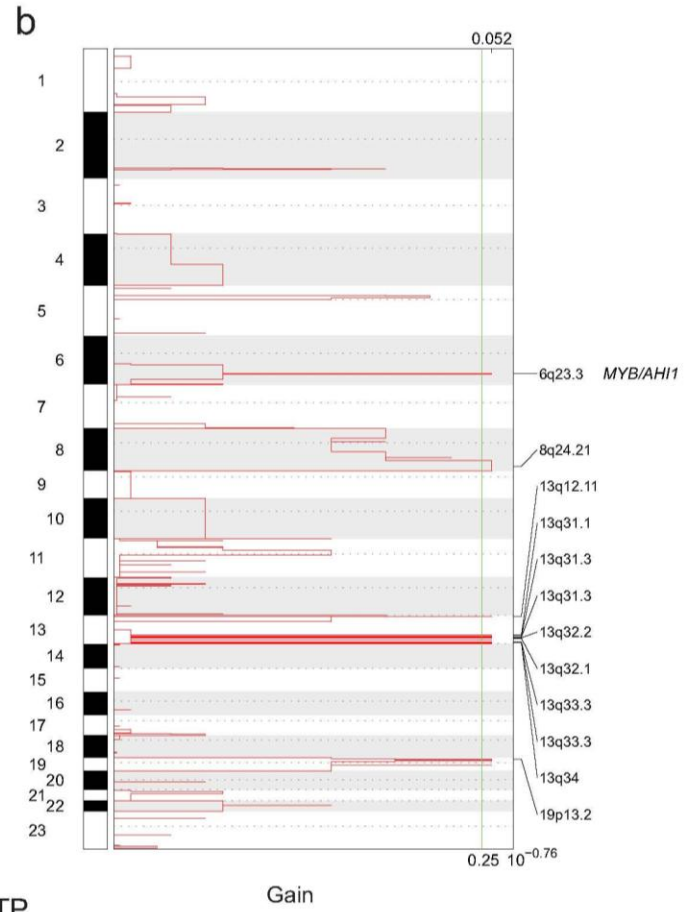 b
0.052
1
2
3
4
5
6
7
8
9
10
11
12
13
14
15
16
17
18
19
20
21
22
23
6q23.3 MYB/AHI1
8q24.21
13q12.11
13q31.1
13q31.3
13q31.3
13q32.2
13q32.1
13q33.3
13q33.3
13q34
19p13.2
0.25 10−0.76
Gain
TP